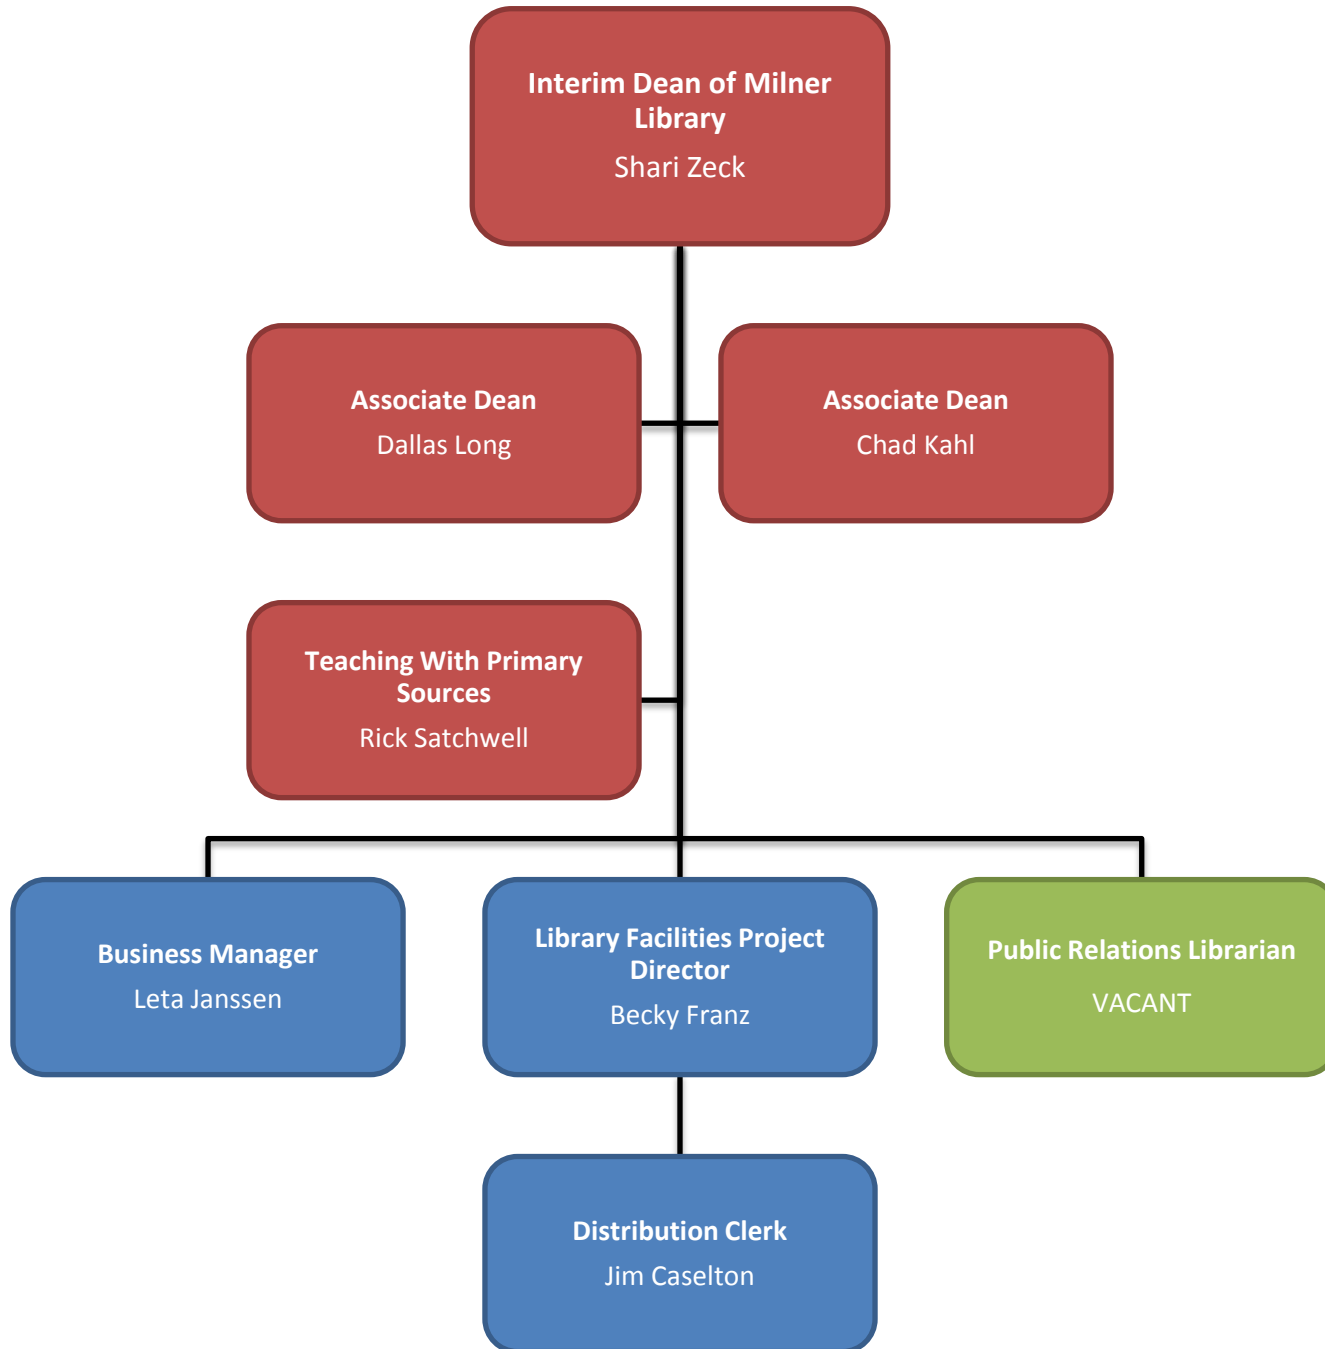 Interim Dean of Milner
Library
Shari Zeck
Associate Dean
Dallas Long
Associate Dean
Chad Kahl
Teaching With Primary
Sources
Rick Satchwell
Business Manager
Leta Janssen
Library Facilities Project
Director
Becky Franz
Public Relations Librarian
VACANT
Distribution Clerk
Jim Caselton